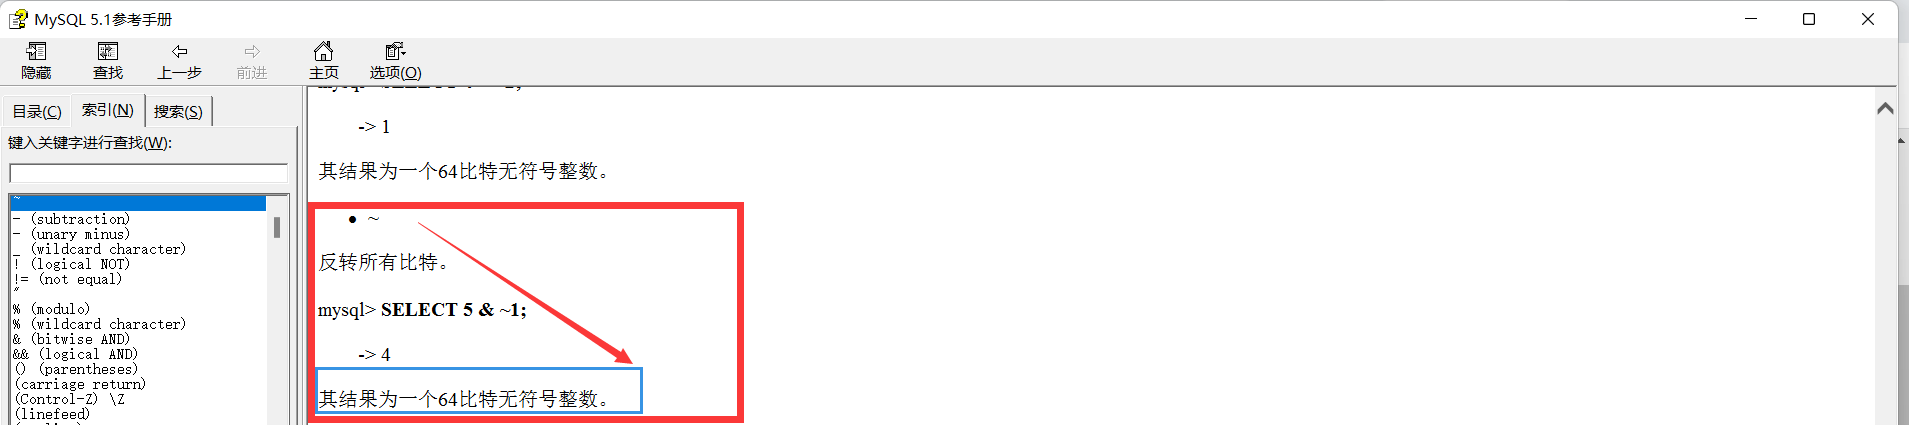 MySQL 5.1参考手册
隐藏 查找 上一步 前进 主页 选项(O)
目录(C) 索引(N) 搜索(S)
键入关键字进行查找(W):
~
- (subtraction)
- (unary minus)
_ (wildcard character)
! (logical NOT)
!= (not equal)
"
% (modulo)
% (wildcard character)
& (bitwise AND)
&& (logical AND)
() (parentheses)
(carriage return)
(Control-Z) \Z
(linefeed)
-> 1
其结果为一个64比特无符号整数。
• ~
反转所有比特。
mysql> SELECT 5 & ~1;
-> 4
其结果为一个64比特无符号整数。